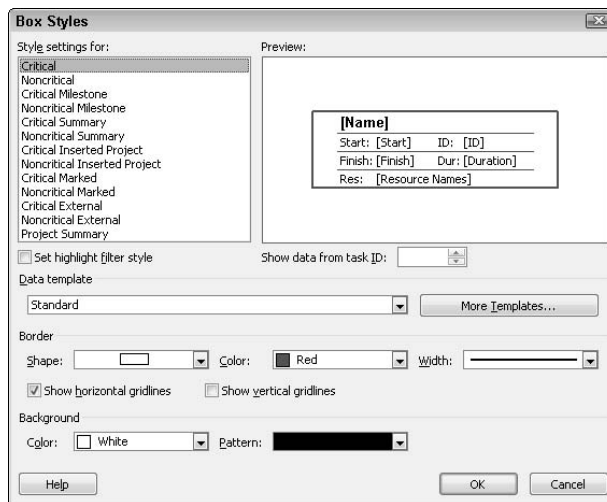 Box Styles
Style settings for:
Preview:
Critical
Noncritical
Critical Milestone
Noncritical Milestone
Critical Summary
Noncritical Summary
Critical Inserted Project
Noncritical Inserted Project
Critical Marked
Noncritical Marked
Critical External
Noncritical External
Project Summary
[Name]
Start: [Start] ID: [ID]
Finish: [Finish] Dur: [Duration]
Res: [Resource Names]
Set highlight filter style
Show data from task ID:
Data template
Standard
More Templates...
Border
Shape: Color: Red Width:
Show horizontal gridlines Show vertical gridlines
Background
Color: White Pattern:
Help OK Cancel